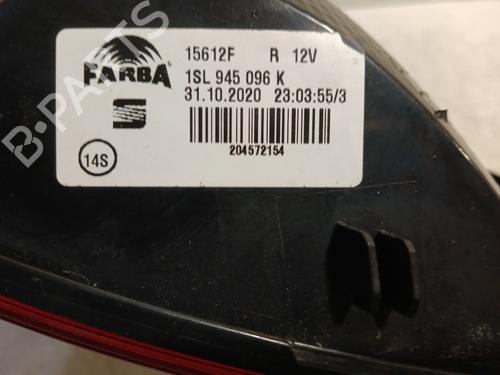 B-PARTS
FARBA
15612F R 12V
1SL 945 096 K
31.10.2020 23:03:55/3
204572154
14S